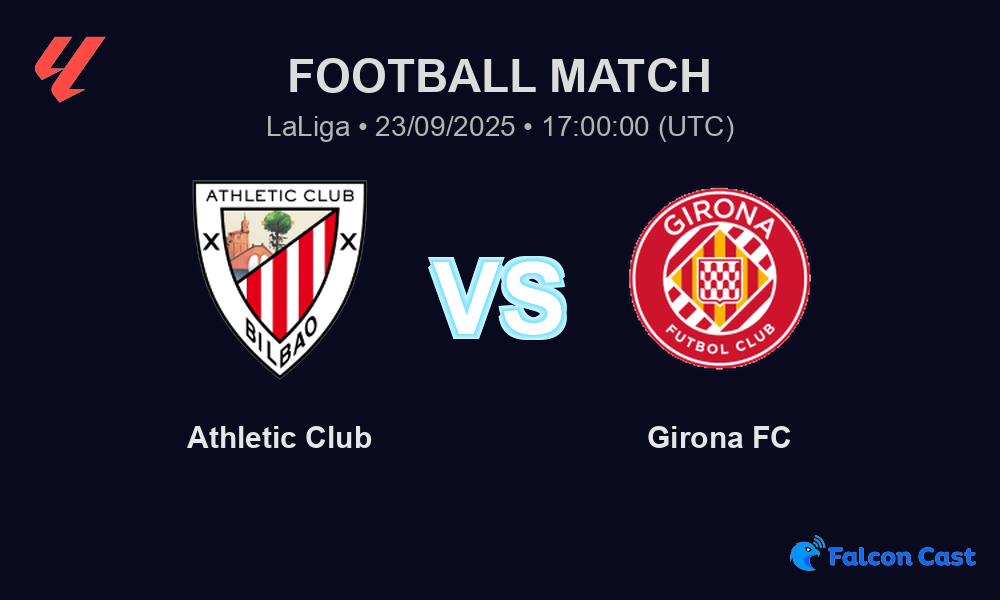 FOOTBALL MATCH
LaLiga • 23/09/2025 • 17:00:00 (UTC)
ATHLETIC CLUB
BILBAO
GIRONA
FUTBOL CLUB
VS
Athletic Club
Girona FC
Falcon Cast